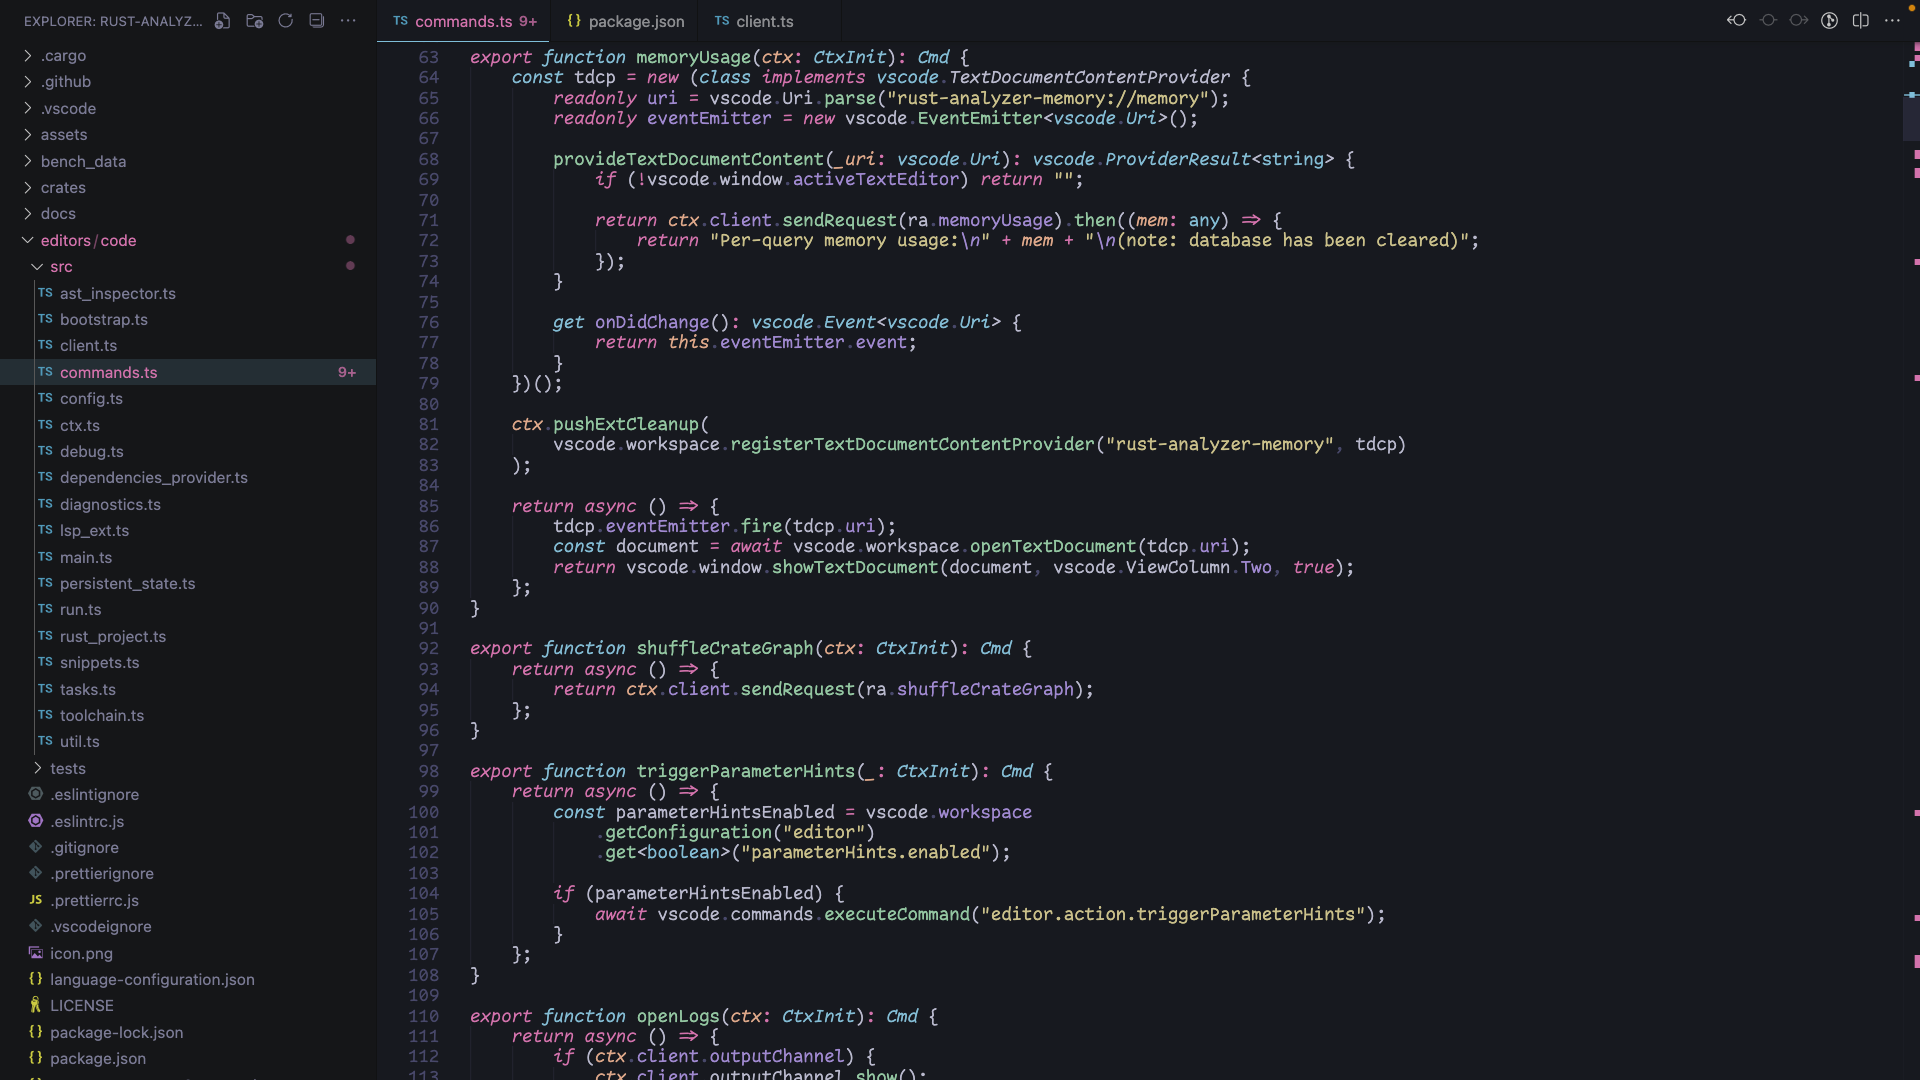 EXPLORER: RUST-ANALYZ...
.cargo
.github
.vscode
assets
bench_data
crates
docs
editors/code
src
TS ast_inspector.ts
TS bootstrap.ts
TS client.ts
TS commands.ts 9+
TS config.ts
TS ctx.ts
TS debug.ts
TS dependencies_provider.ts
TS diagnostics.ts
TS lsp_ext.ts
TS main.ts
TS persistent_state.ts
TS run.ts
TS rust_project.ts
TS snippets.ts
TS tasks.ts
TS toolchain.ts
TS util.ts
tests
.eslintignore
.eslintrc.js
.gitignore
.prettierignore
JS .prettierrc.js
.vscodeignore
icon.png
{} language-configuration.json
LICENSE
{} package-lock.json
{} package.json
TS commands.ts 9+ {} package.json TS client.ts
63 export function memoryUsage(ctx: CtxInit): Cmd {
64 const tdcp = new (class implements vscode.TextDocumentContentProvider {
65 readonly uri = vscode.Uri.parse("rust-analyzer-memory://memory");
66 readonly eventEmitter = new vscode.EventEmitter<vscode.Uri>();
67
68 provideTextDocumentContent(_uri: vscode.Uri): vscode.ProviderResult<string> {
69 if (!vscode.window.activeTextEditor) return "";
70
71 return ctx.client.sendRequest(ra.memoryUsage).then((mem: any) => {
72 return "Per-query memory usage:\n" + mem + "\n(note: database has been cleared)";
73 });
74 }
75
76 get onDidChange(): vscode.Event<vscode.Uri> {
77 return this.eventEmitter.event;
78 }
79 })();
80
81 ctx.pushExtCleanup(
82 vscode.workspace.registerTextDocumentContentProvider("rust-analyzer-memory", tdcp)
83 );
84
85 return async () => {
86 tdcp.eventEmitter.fire(tdcp.uri);
87 const document = await vscode.workspace.openTextDocument(tdcp.uri);
88 return vscode.window.showTextDocument(document, vscode.ViewColumn.Two, true);
89 };
90 }
91
92 export function shuffleCrateGraph(ctx: CtxInit): Cmd {
93 return async () => {
94 return ctx.client.sendRequest(ra.shuffleCrateGraph);
95 };
96 }
97
98 export function triggerParameterHints(_: CtxInit): Cmd {
99 return async () => {
100 const parameterHintsEnabled = vscode.workspace
101 .getConfiguration("editor")
102 .get<boolean>("parameterHints.enabled");
103
104 if (parameterHintsEnabled) {
105 await vscode.commands.executeCommand("editor.action.triggerParameterHints");
106 }
107 };
108 }
109
110 export function openLogs(ctx: CtxInit): Cmd {
111 return async () => {
112 if (ctx.client.outputChannel) {
113 ctx.client.outputChannel.show();